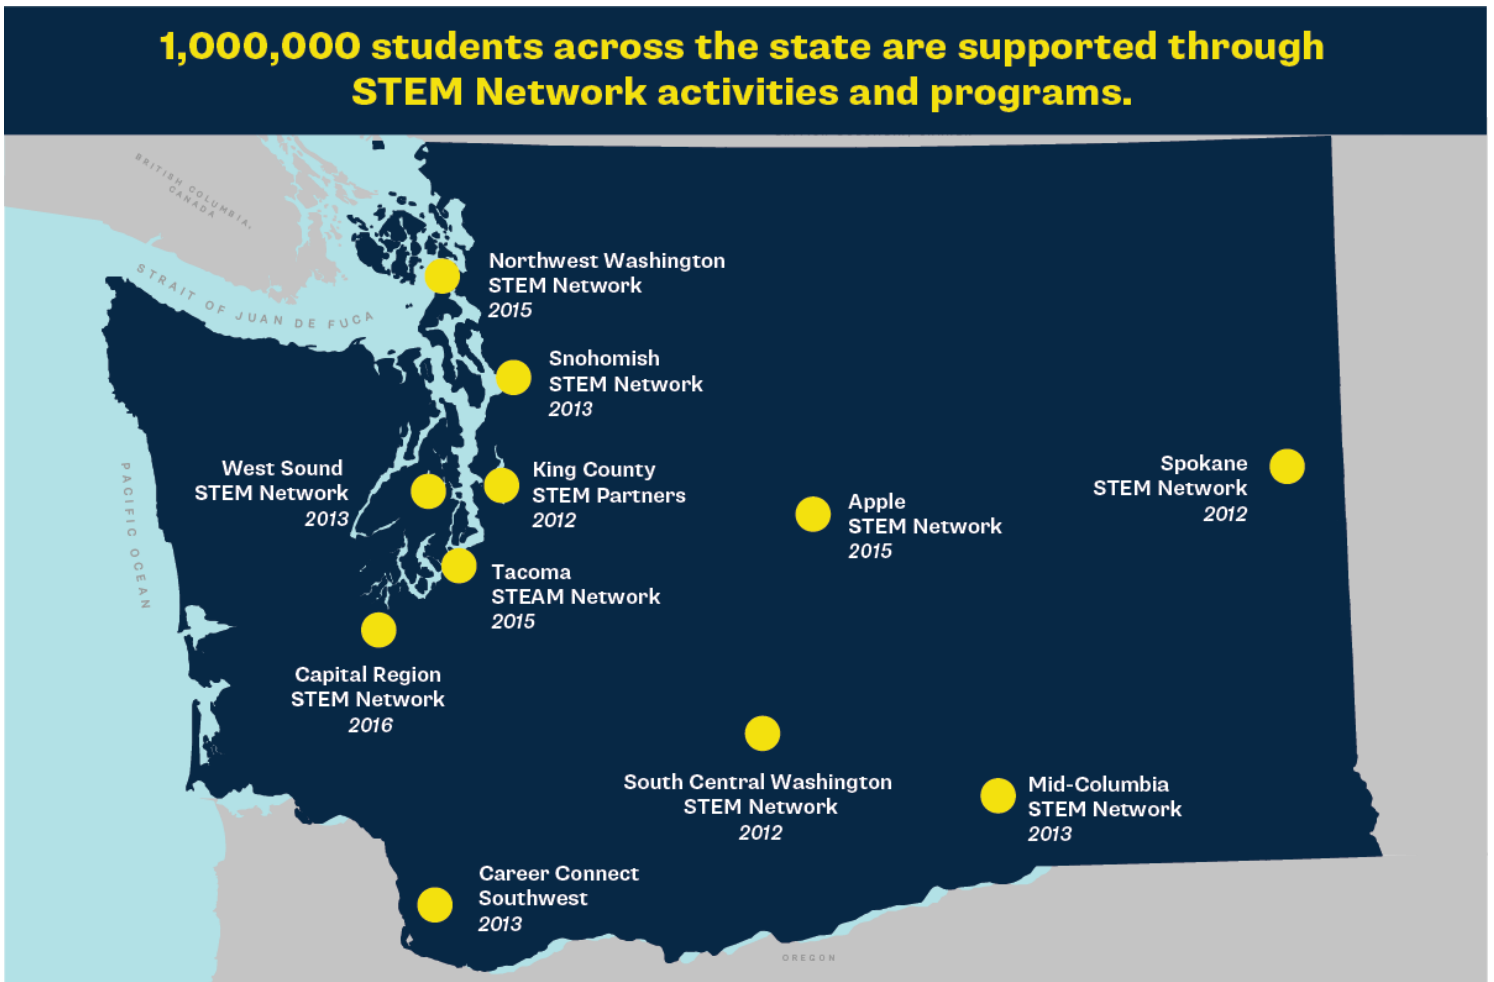 1,000,000 students across the state are supported through
STEM Network activities and programs.
BRITISH COLUMBIA,
CANADA
STRAIT OF JUAN DE FUCA
PACIFIC OCEAN
Northwest Washington
STEM Network
2015
Snohomish
STEM Network
2013
West Sound
STEM Network
2013
King County
STEM Partners
2012
Apple
STEM Network
2015
Spokane
STEM Network
2012
Tacoma
STEAM Network
2015
Capital Region
STEM Network
2016
South Central Washington
STEM Network
2012
Mid-Columbia
STEM Network
2013
Career Connect
Southwest
2013
OREGON